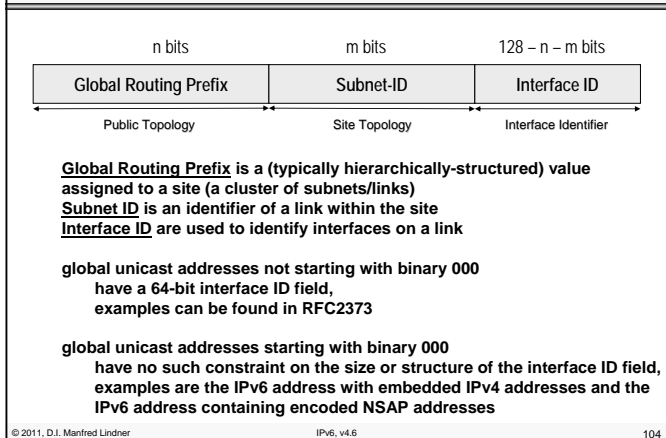 n bits m bits 128 – n – m bits
Global Routing Prefix Subnet-ID Interface ID
Public Topology Site Topology Interface Identifier
Global Routing Prefix is a (typically hierarchically-structured) value
assigned to a site (a cluster of subnets/links)
Subnet ID is an identifier of a link within the site
Interface ID are used to identify interfaces on a link
global unicast addresses not starting with binary 000
have a 64-bit interface ID field,
examples can be found in RFC2373
global unicast addresses starting with binary 000
have no such constraint on the size or structure of the interface ID field,
examples are the IPv6 address with embedded IPv4 addresses and the
IPv6 address containing encoded NSAP addresses
© 2011, D.I. Manfred Lindner IPv6, v4.6 104